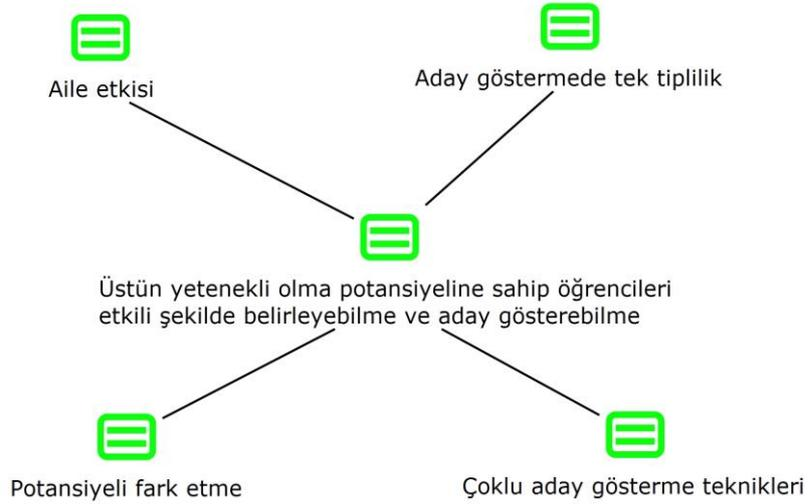 Aile etkisi
Aday göstermede tek tiplilik
Üstün yetenekli olma potansiyeline sahip öğrencileri
etkili şekilde belirleyebilme ve aday gösterebilme
Potansiyeli fark etme
Çoklu aday gösterme teknikleri